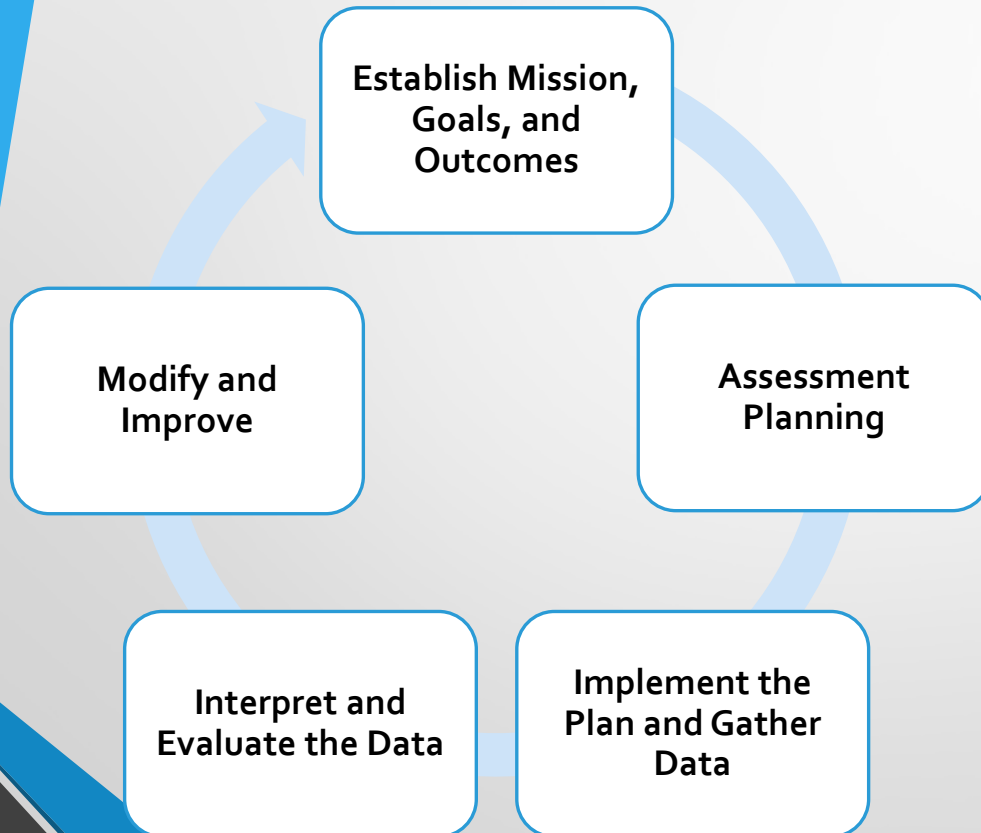 Establish Mission,
Goals, and
Outcomes
Assessment
Planning
Implement the
Plan and Gather
Data
Interpret and
Evaluate the Data
Modify and
Improve